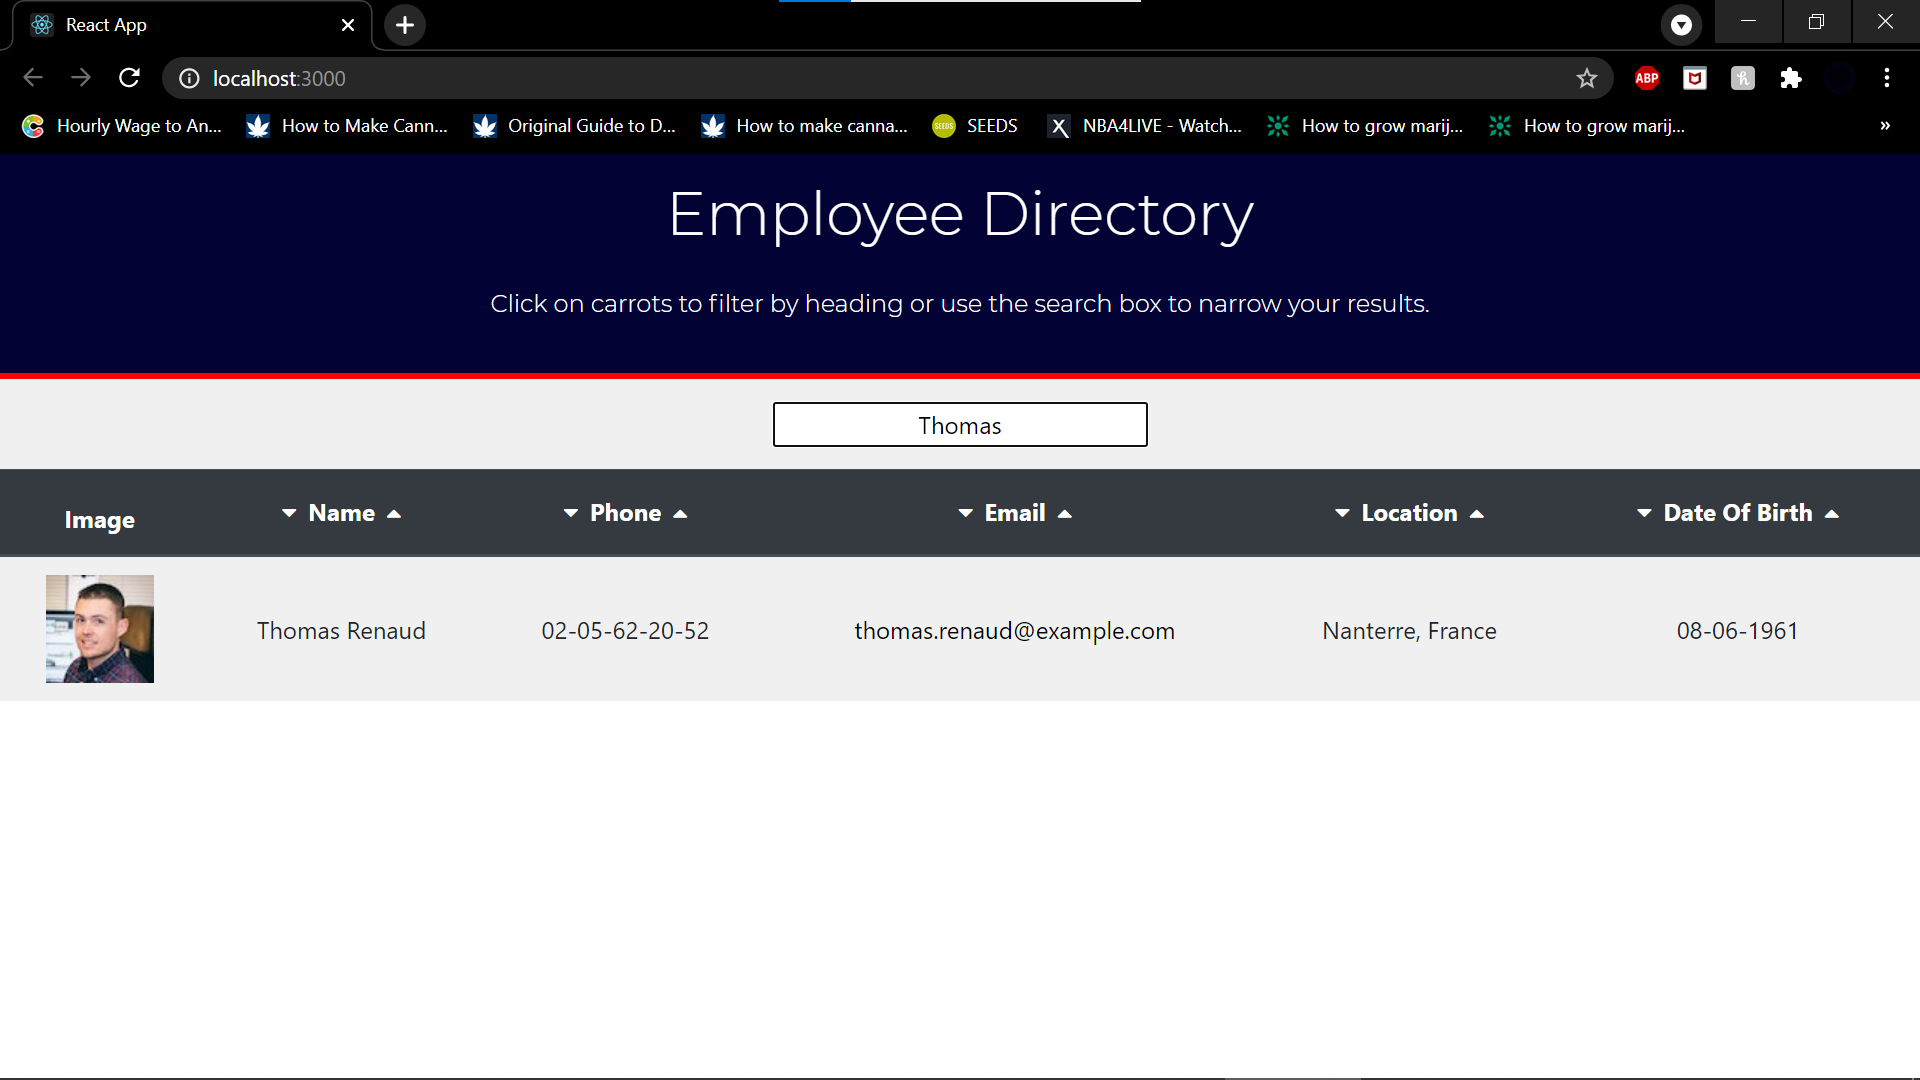 React App
localhost:3000
ABP
Hourly Wage to An...
How to Make Cann...
Original Guide to D...
How to make canna...
SEEDS
SEEDS
NBA4LIVE - Watch...
How to grow marij...
How to grow marij...
»
Employee Directory
Click on carrots to filter by heading or use the search box to narrow your results.
Thomas
Image Name Phone Email Location Date Of Birth
Thomas Renaud 02-05-62-20-52 thomas.renaud@example.com Nanterre, France 08-06-1961